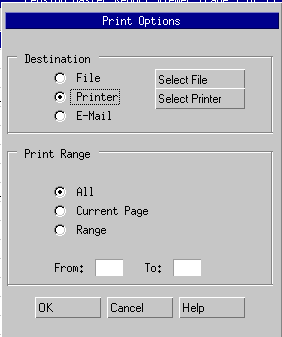 Print Options
Destination
File
Select File
Printer
Select Printer
E-Mail
Print Range
All
Current Page
Range
From: To:
OK Cancel Help